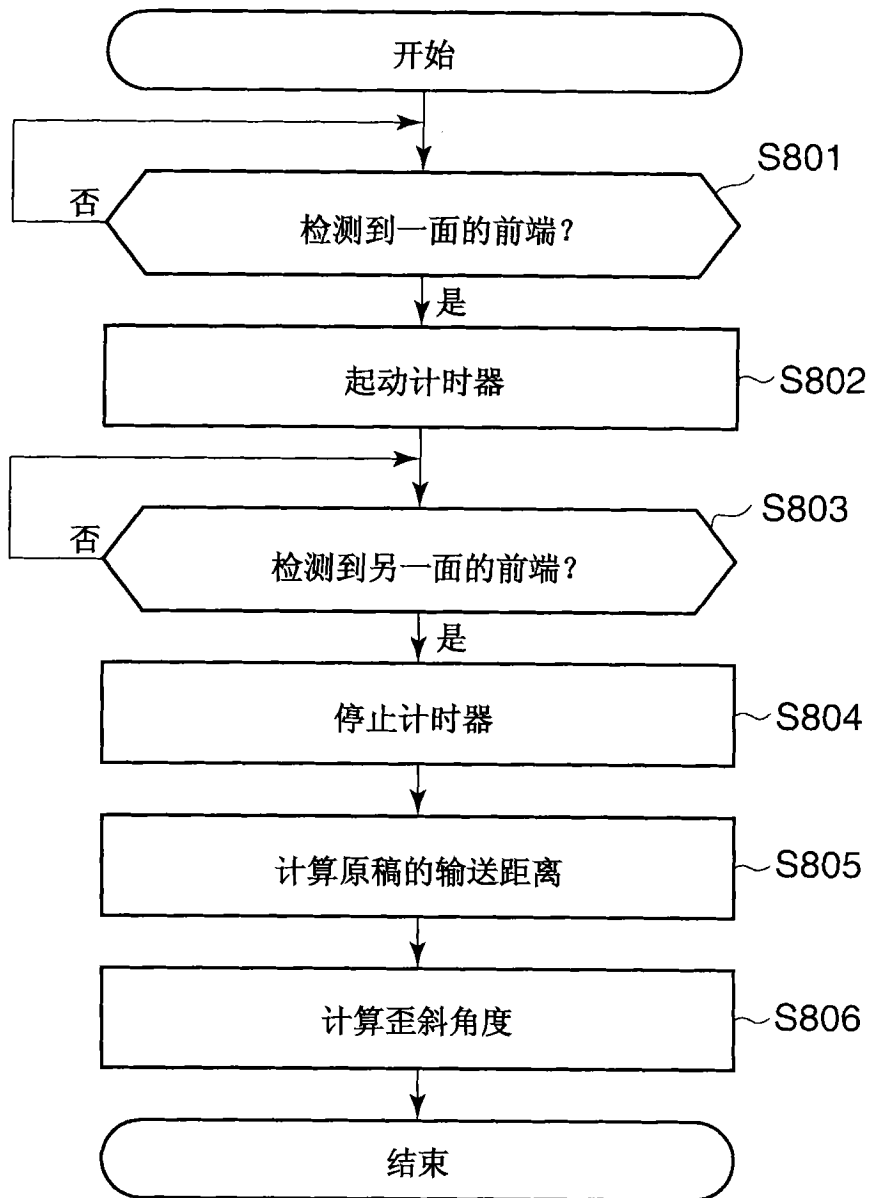 开始
S801
否
检测到一面的前端？
是
起动计时器
S802
S803
否
检测到另一面的前端？
是
停止计时器
S804
计算原稿的输送距离
S805
计算歪斜角度
S806
结束